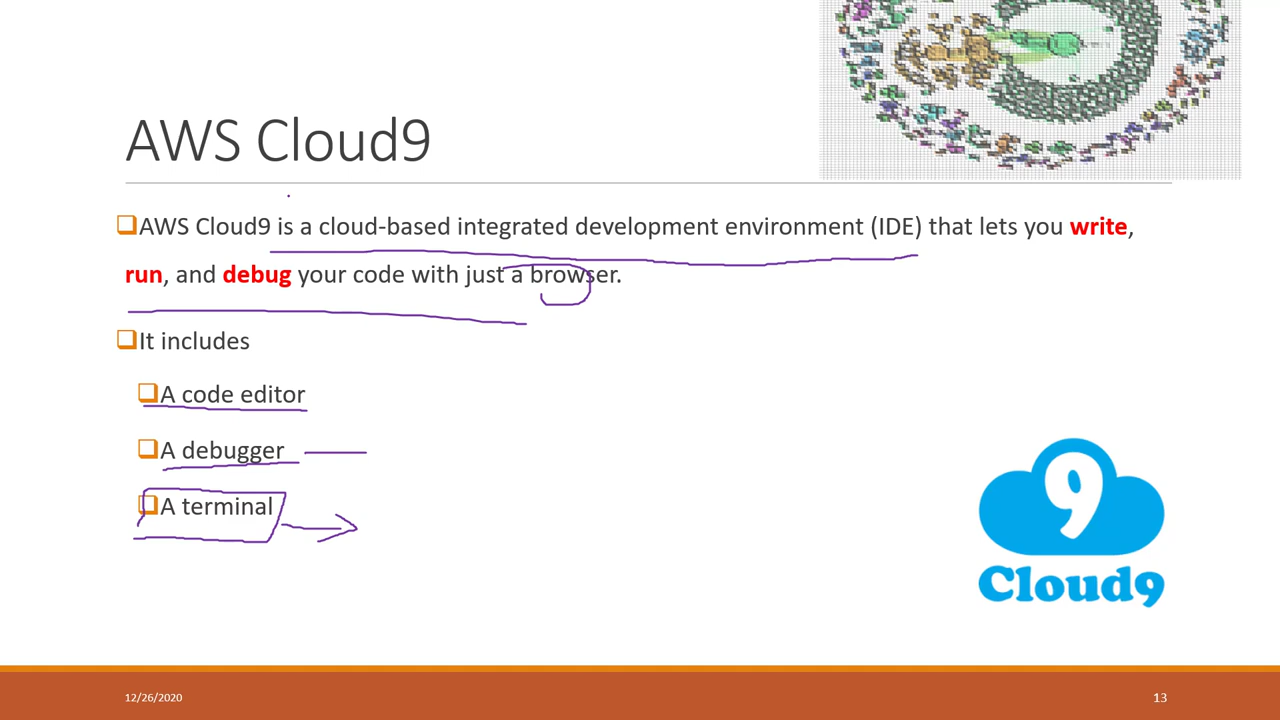 AWS Cloud9
AWS Cloud9 is a cloud-based integrated development environment (IDE) that lets you write,
run, and debug your code with just a browser.
It includes
A code editor
A debugger
A terminal
9
Cloud9
12/26/2020
13